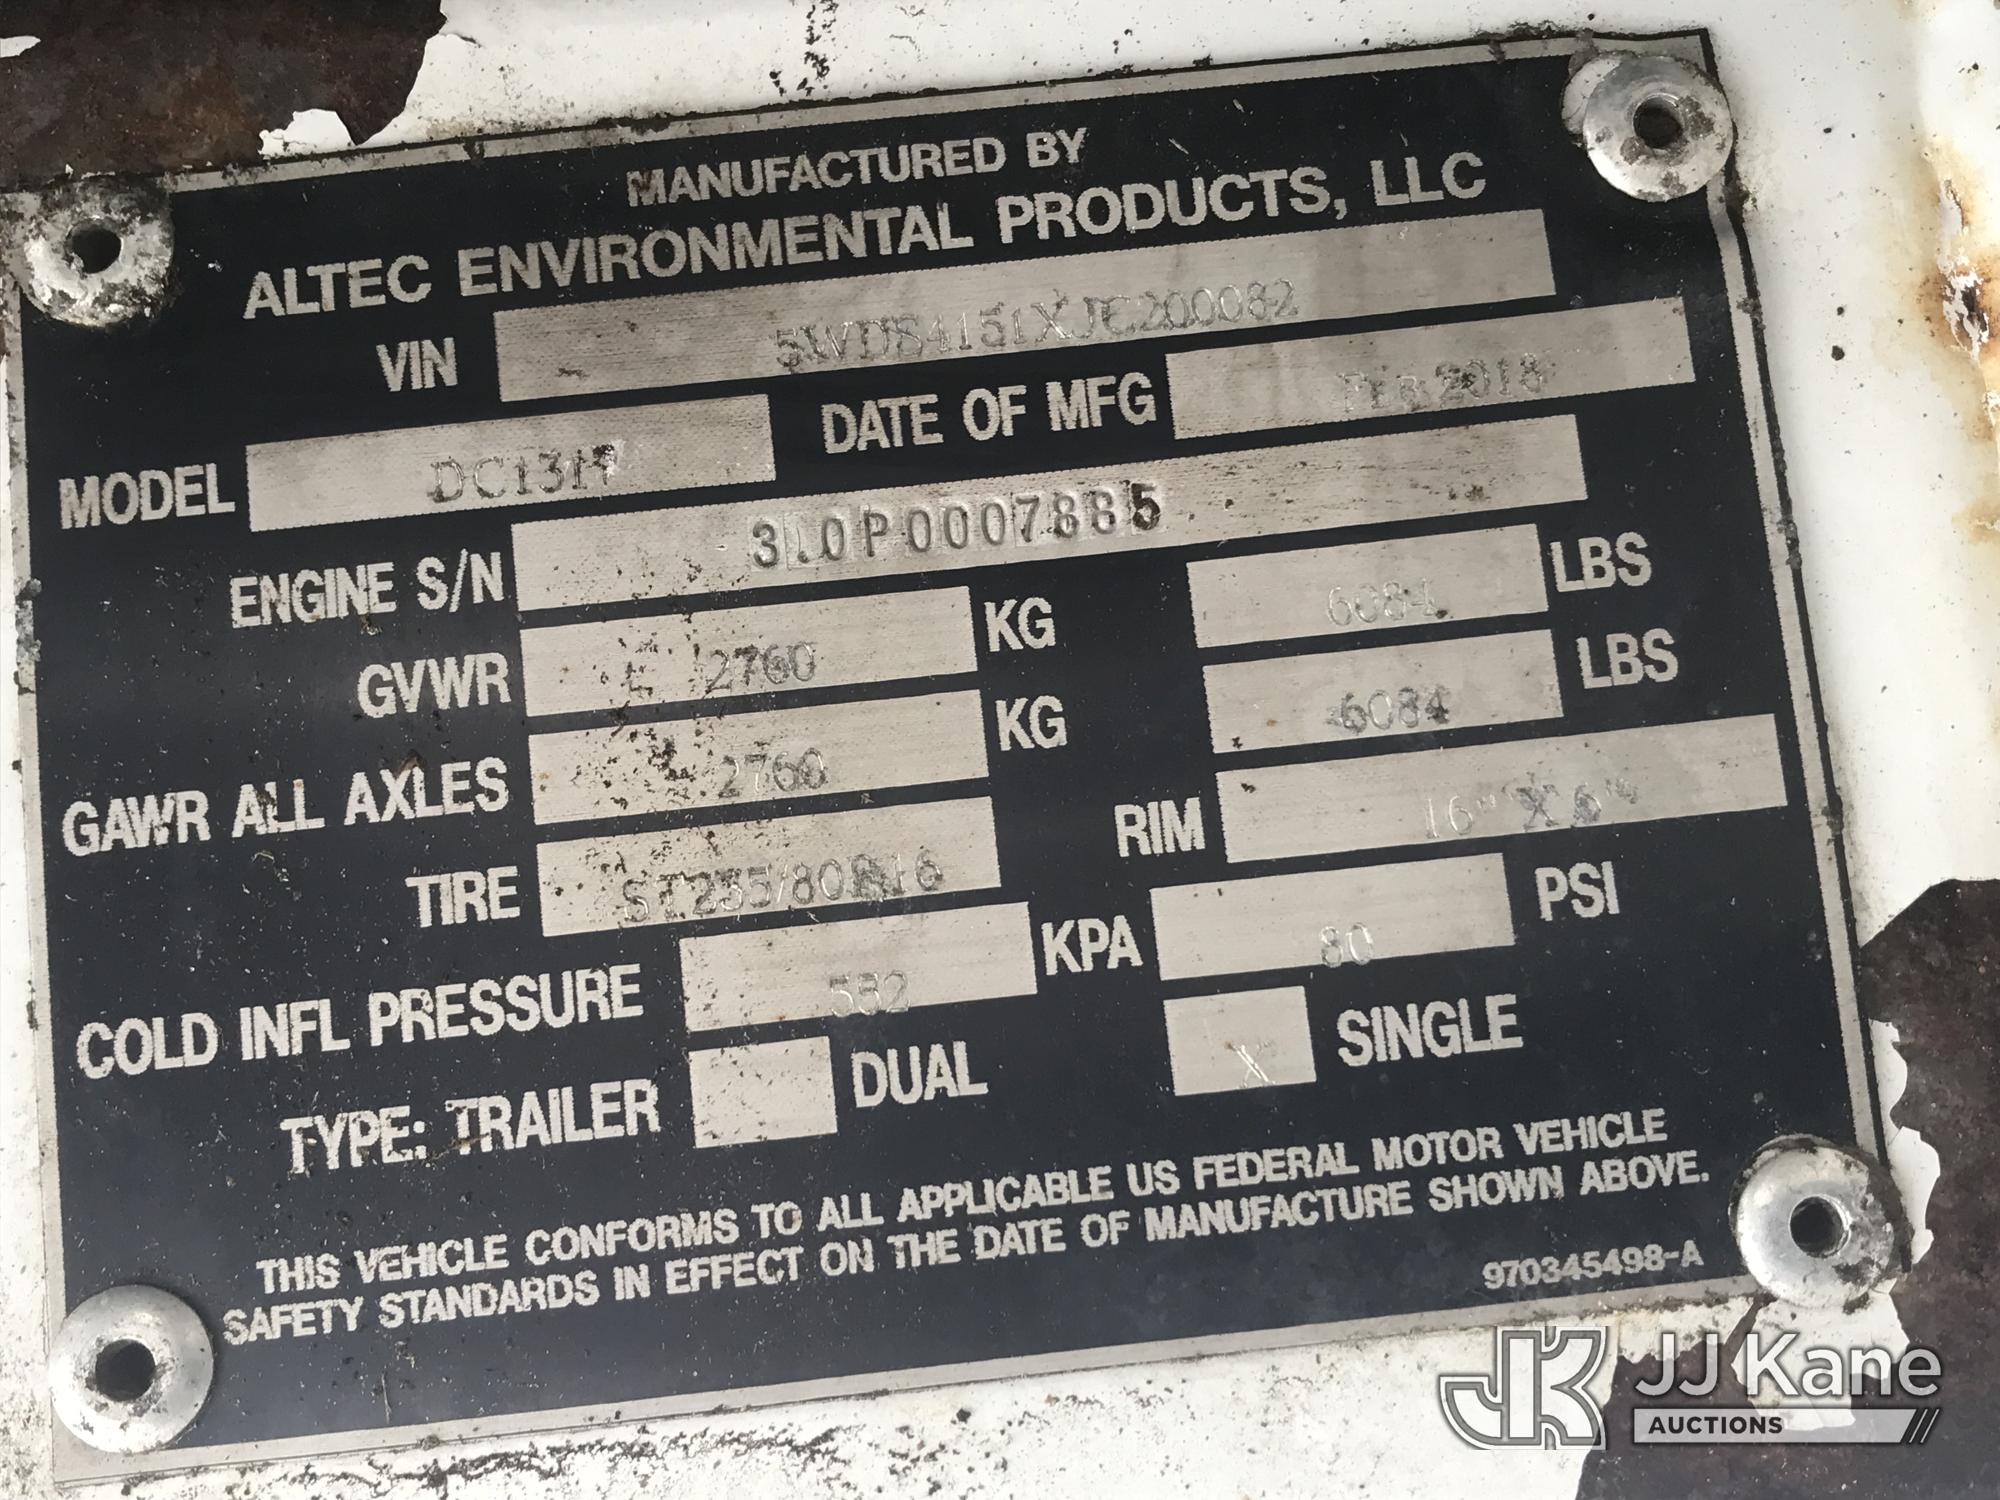 MANUFACTURED BY
ALTEC ENVIRONMENTAL PRODUCTS, LLC
VIN 5WDS4151XJC200082
MODEL DC1317 DATE OF MFG FEB 2018
ENGINE S/N 3.0P0007885
GVWR 2760 KG 6084 LBS
GAWR ALL AXLES 2760 KG 6084 LBS
TIRE ST235/80R16 RIM 16" X 6"
COLD INFL PRESSURE 552 KPA 80 PSI
TYPE: TRAILER DUAL X SINGLE
THIS VEHICLE CONFORMS TO ALL APPLICABLE US FEDERAL MOTOR VEHICLE
SAFETY STANDARDS IN EFFECT ON THE DATE OF MANUFACTURE SHOWN ABOVE.
970345498-A
JK JJ Kane
AUCTIONS